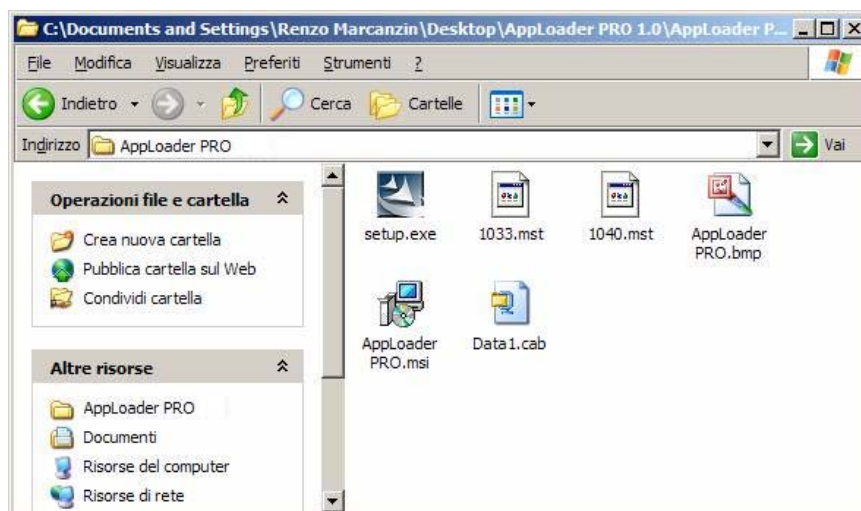 C:\Documents and Settings\Renzo Marcanzin\Desktop\AppLoader PRO 1.0\AppLoader P...
File Modifica Visualizza Preferiti Strumenti ?
Indietro Cerca Cartelle
Indirizzo AppLoader PRO Vai
Operazioni file e cartella
Crea nuova cartella
Pubblica cartella sul Web
Condividi cartella
Altre risorse
AppLoader PRO
Documenti
Risorse del computer
Risorse di rete
setup.exe 1033.mst 1040.mst AppLoader
PRO.bmp
AppLoader Data1.cab
PRO.msi